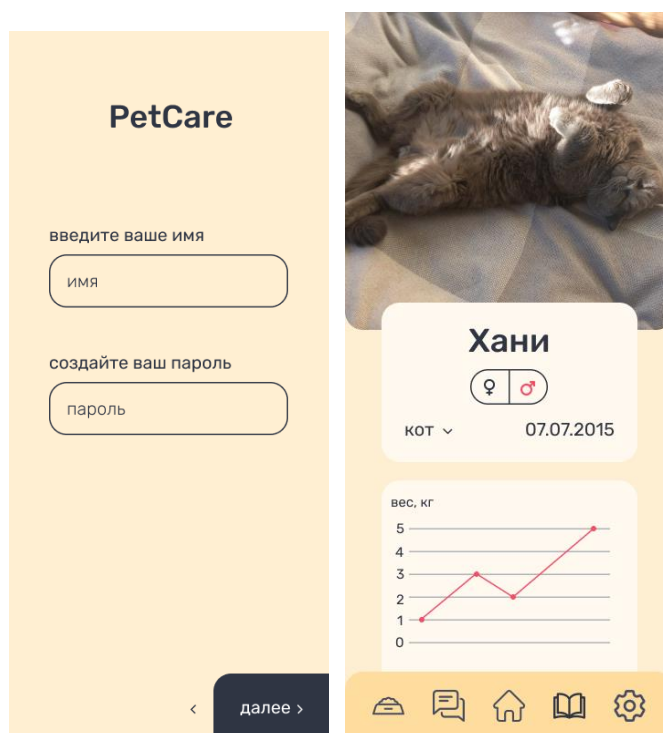 PetCare
введите ваше имя
имя
создайте ваш пароль
пароль
‹ далее ›
Хани
кот
07.07.2015
вес, кг
5
4
3
2
1
0